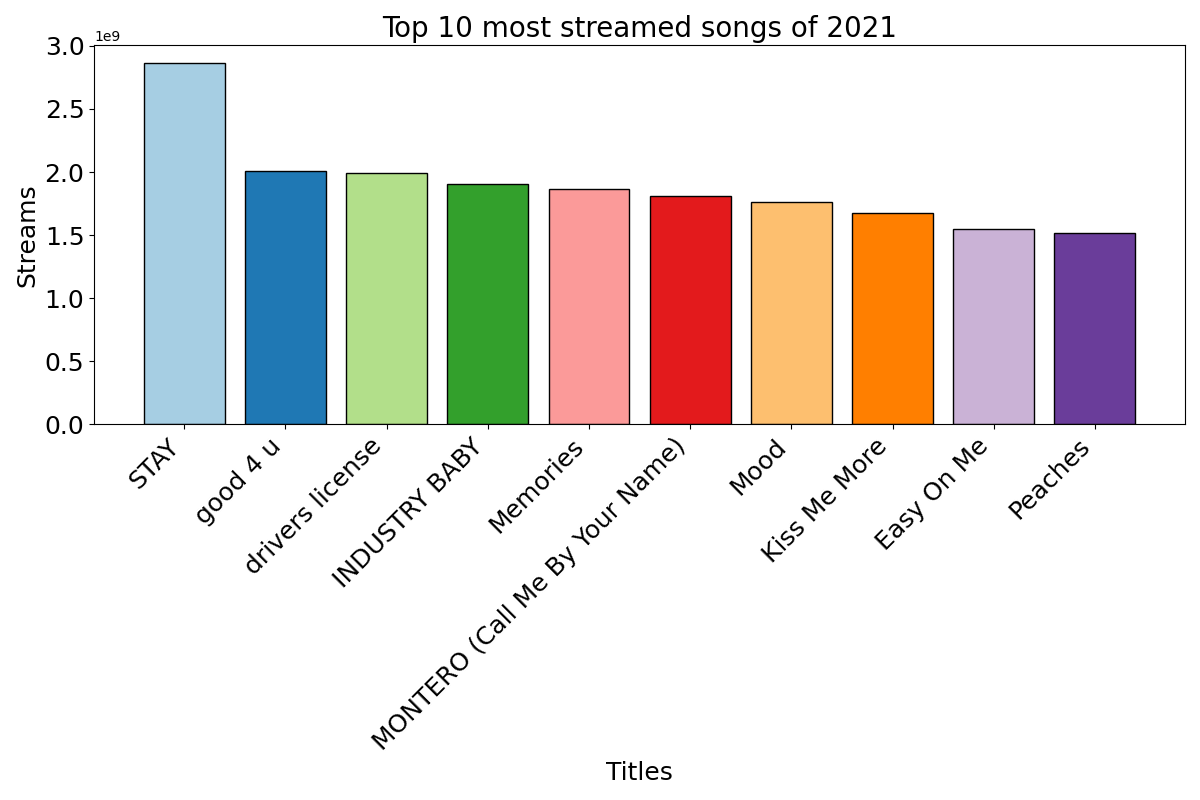 Top 10 most streamed songs of 2021
1e9
3.0
2.5
2.0
1.5
1.0
0.5
0.0
Streams
STAY
good 4 u
drivers license
INDUSTRY BABY
Memories
MONTERO (Call Me By Your Name)
Mood
Kiss Me More
Easy On Me
Peaches
Titles